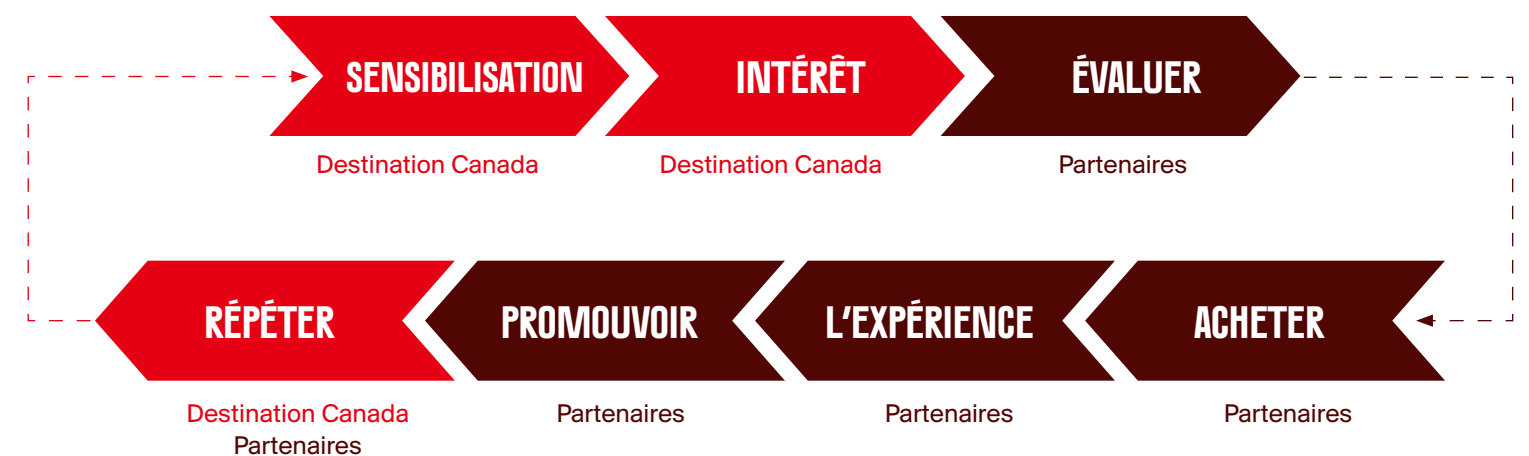 SENSIBILISATION
INTÉRÊT
ÉVALUER
Destination Canada
Destination Canada
Partenaires
RÉPÉTER
PROMOUVOIR
L'EXPÉRIENCE
ACHETER
Destination Canada
Partenaires
Partenaires
Partenaires
Partenaires